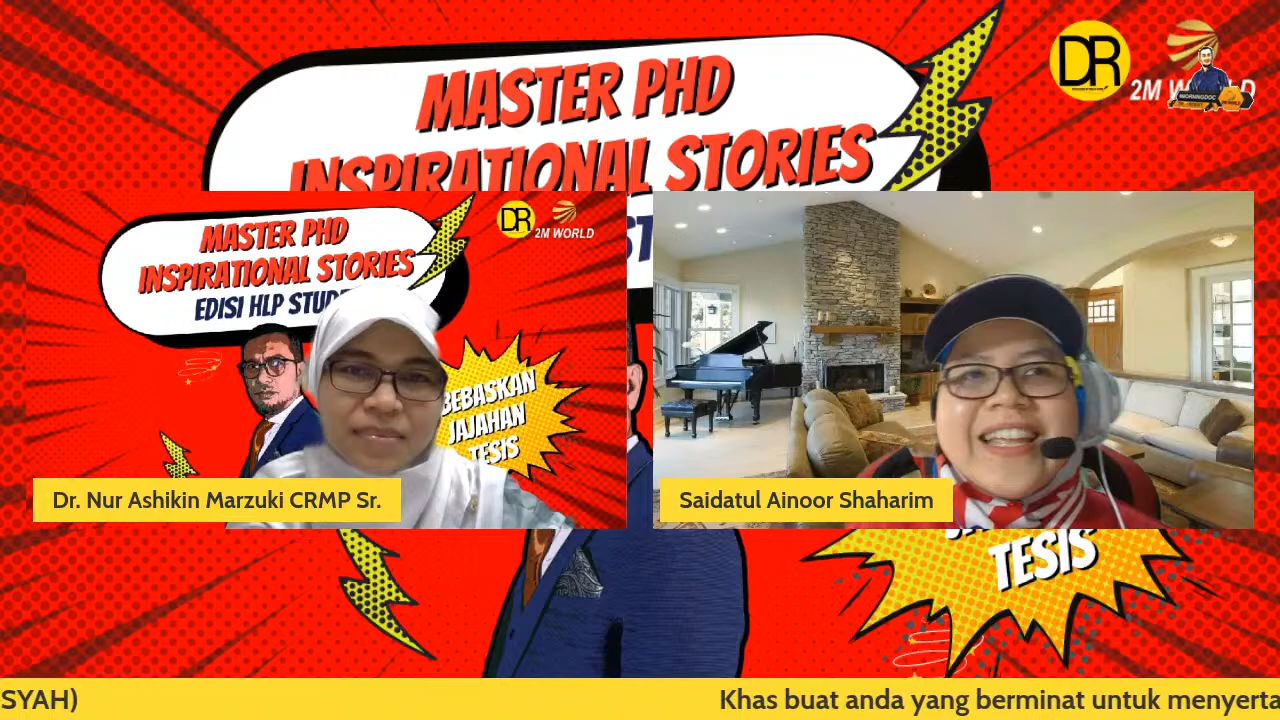 MASTER PHD
INSPIRATIONAL STORIES
DR
2M WORLD
MASTER PHD
INSPIRATIONAL STORIES
EDISI HLP
DR
2M WORLD
BEBASKAN
JAJAHAN
TESIS
Dr. Nur Ashikin Marzuki CRMP Sr.
Saidatul Ainoor Shaharim
TESIS
SYAH)
Khas buat anda yang berminat untuk menyerta